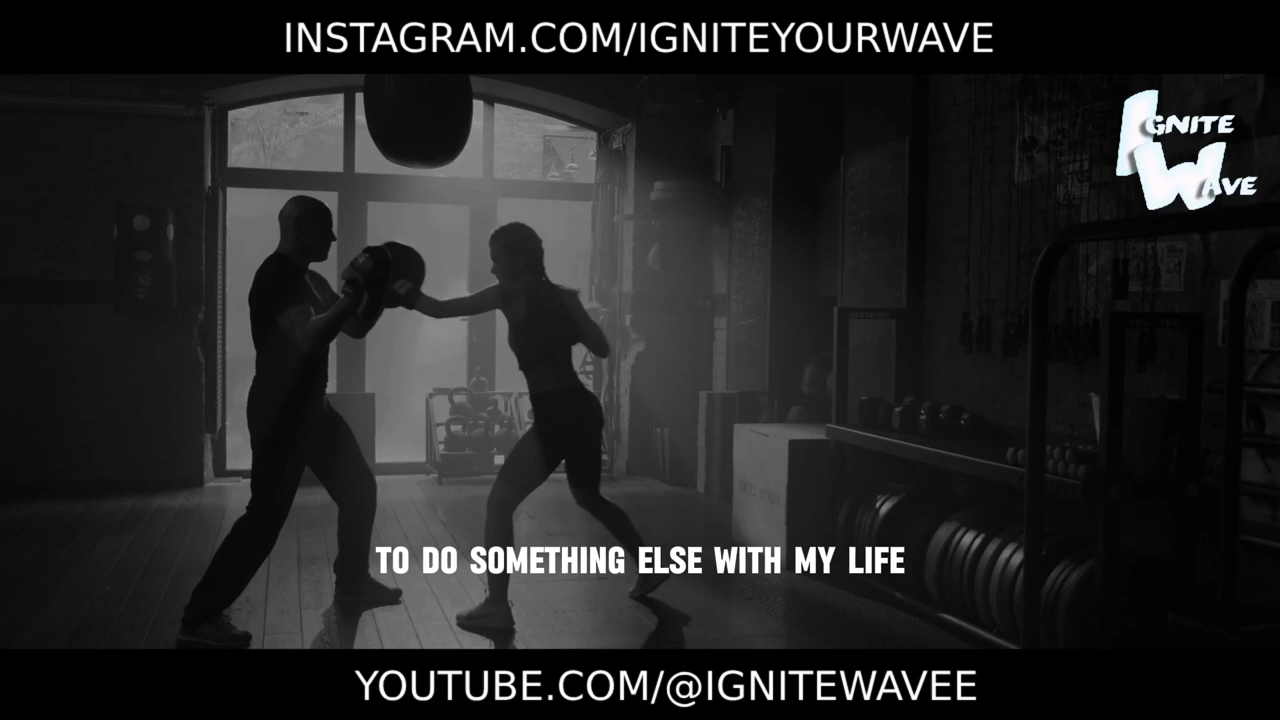 INSTAGRAM.COM/IGNITEYOURWAVE
IGNITE
WAVE
TO DO SOMETHING ELSE WITH MY LIFE
YOUTUBE.COM/@IGNITEWAVEE